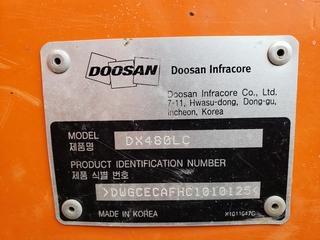 DOOSAN Doosan Infracore
Doosan Infracore Co., Ltd.
7-11, Hwasu-dong, Dong-gu,
Incheon, Korea
MODEL
제품명
DX480LC
PRODUCT IDENTIFICATION NUMBER
제품 식별 번호
>DWGCECAFHC1010125<
MADE IN KOREA